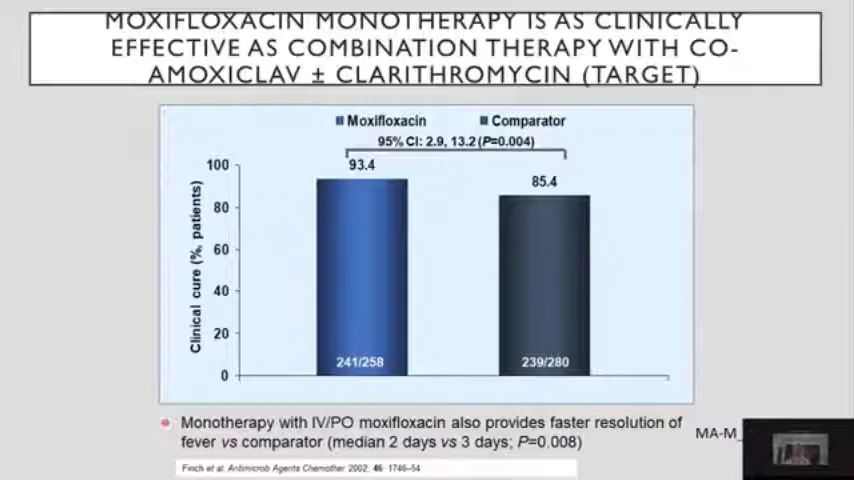 MOXIFLOXACIN MONOTHERAPY IS AS CLINICALLY
EFFECTIVE AS COMBINATION THERAPY WITH CO-
AMOXICLAV ± CLARITHROMYCIN (TARGET)
Moxifloxacin
Comparator
95% CI: 2.9, 13.2 (P=0.004)
100
93.4
85.4
80
60
40
20
0
Clinical cure (%, patients)
241/258
239/280
Monotherapy with IV/PO moxifloxacin also provides faster resolution of
fever vs comparator (median 2 days vs 3 days; P=0.008)
MA-M_
Finch et al. Antimicrob Agents Chemother 2002; 46: 1746–54